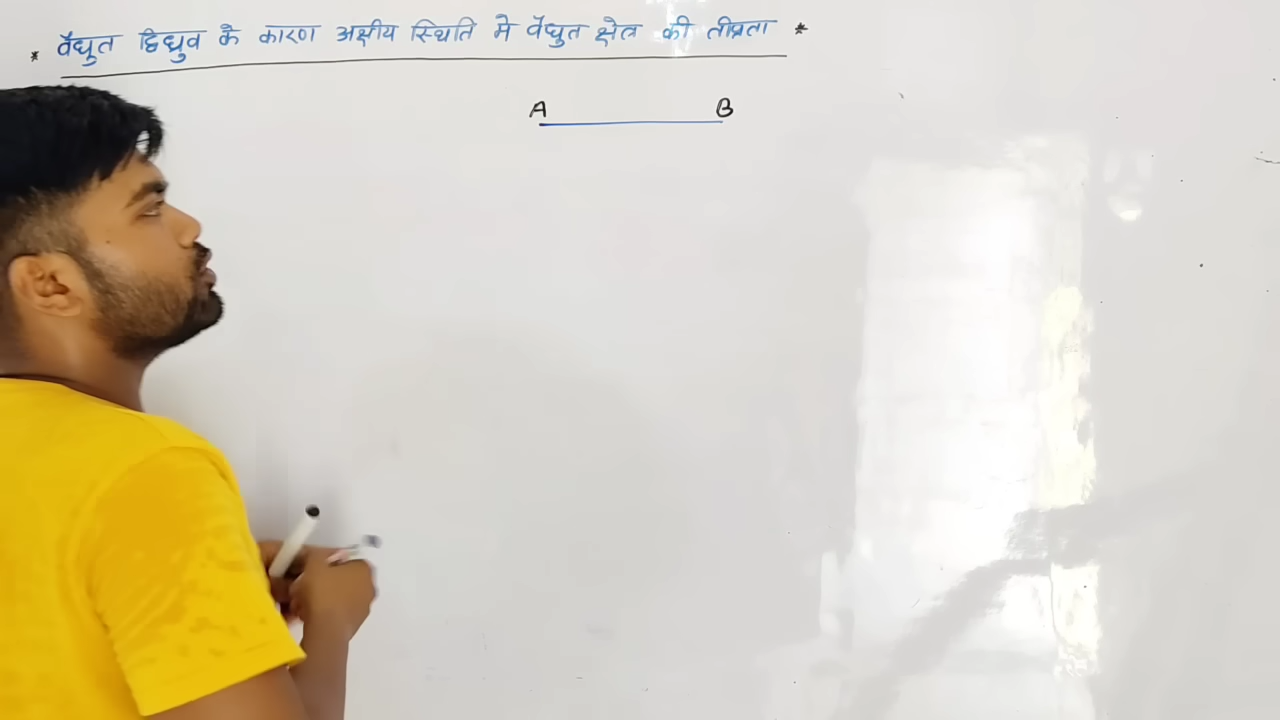 * वैद्युत द्विध्रुव के कारण अक्षीय स्थिति मे वैद्युत क्षेत्र की तीव्रता *
A B